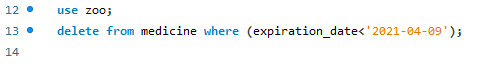 12 use zoo;
13 delete from medicine where (expiration_date<'2021-04-09');
14